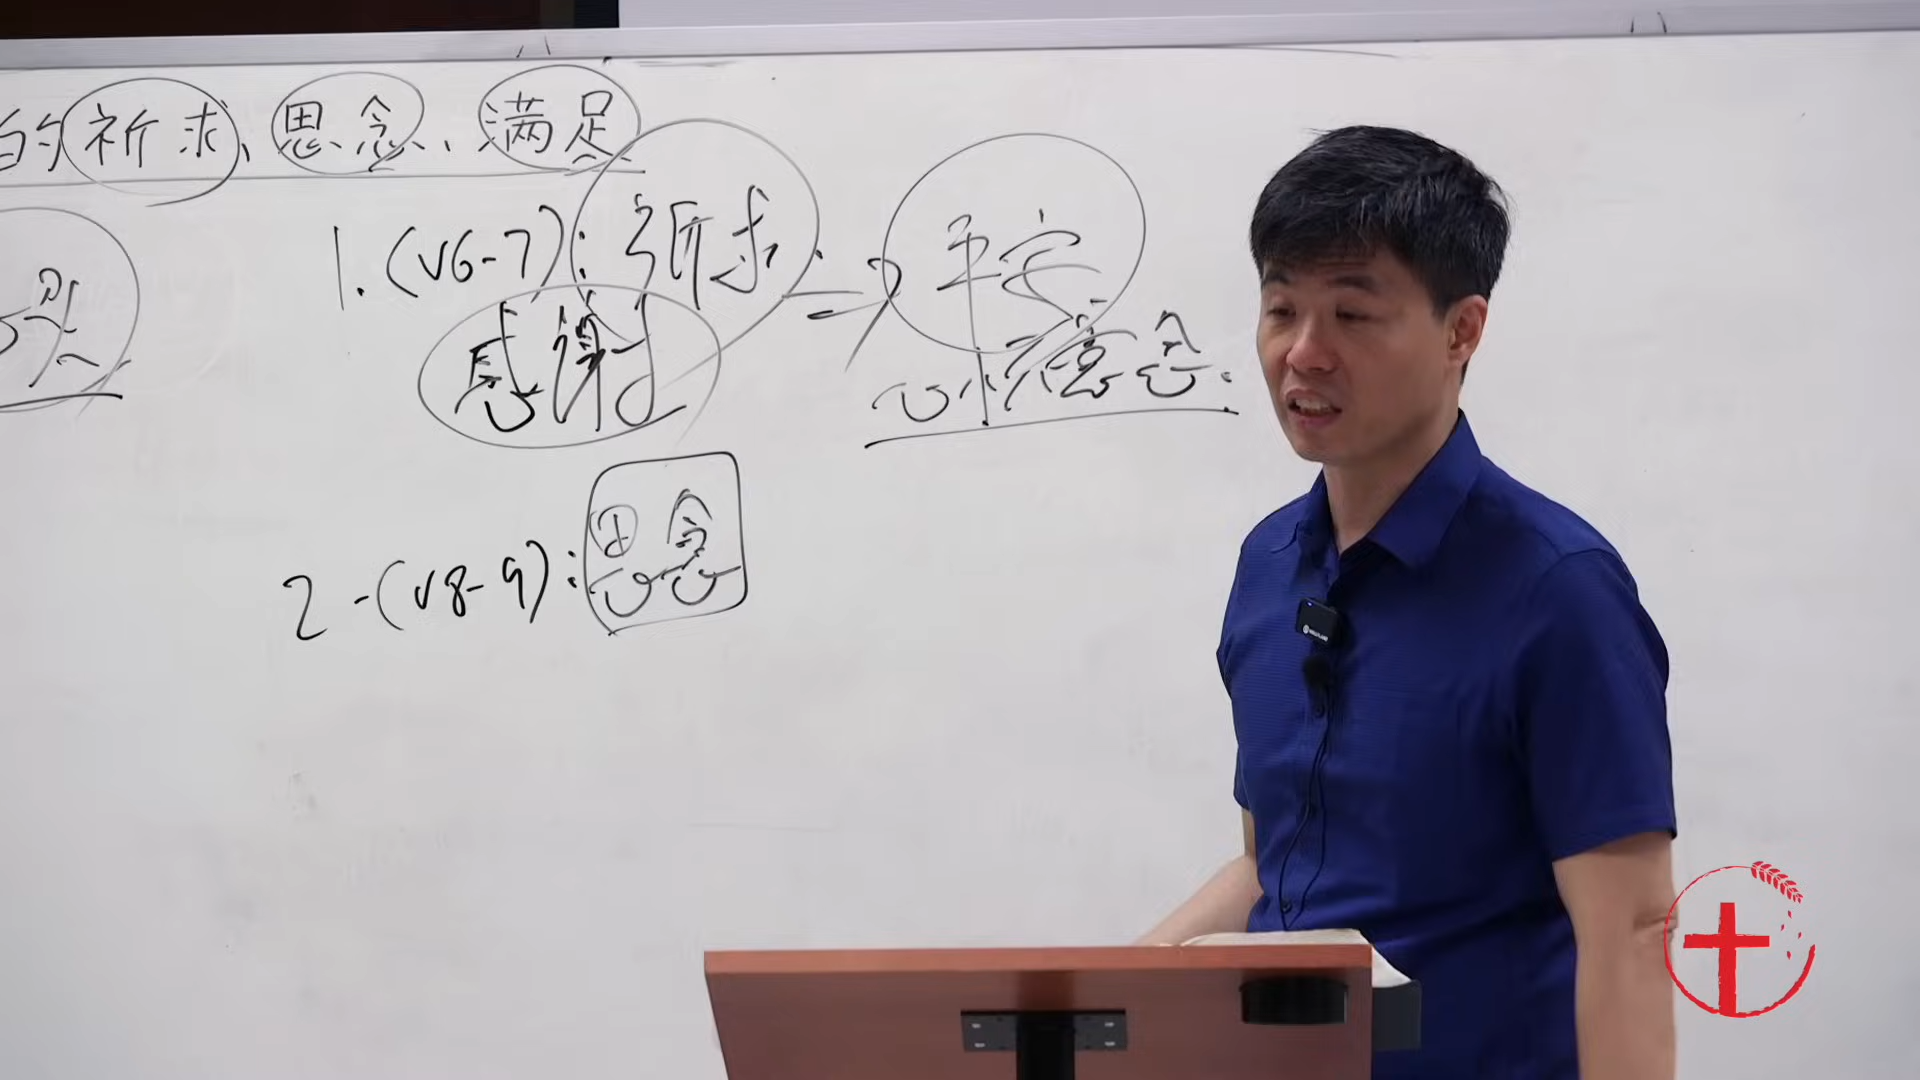 的祈求、思念、满足
1.(v6-7):祈求.⇒平安
感谢 心怀意念.
2-(v8-9):思念